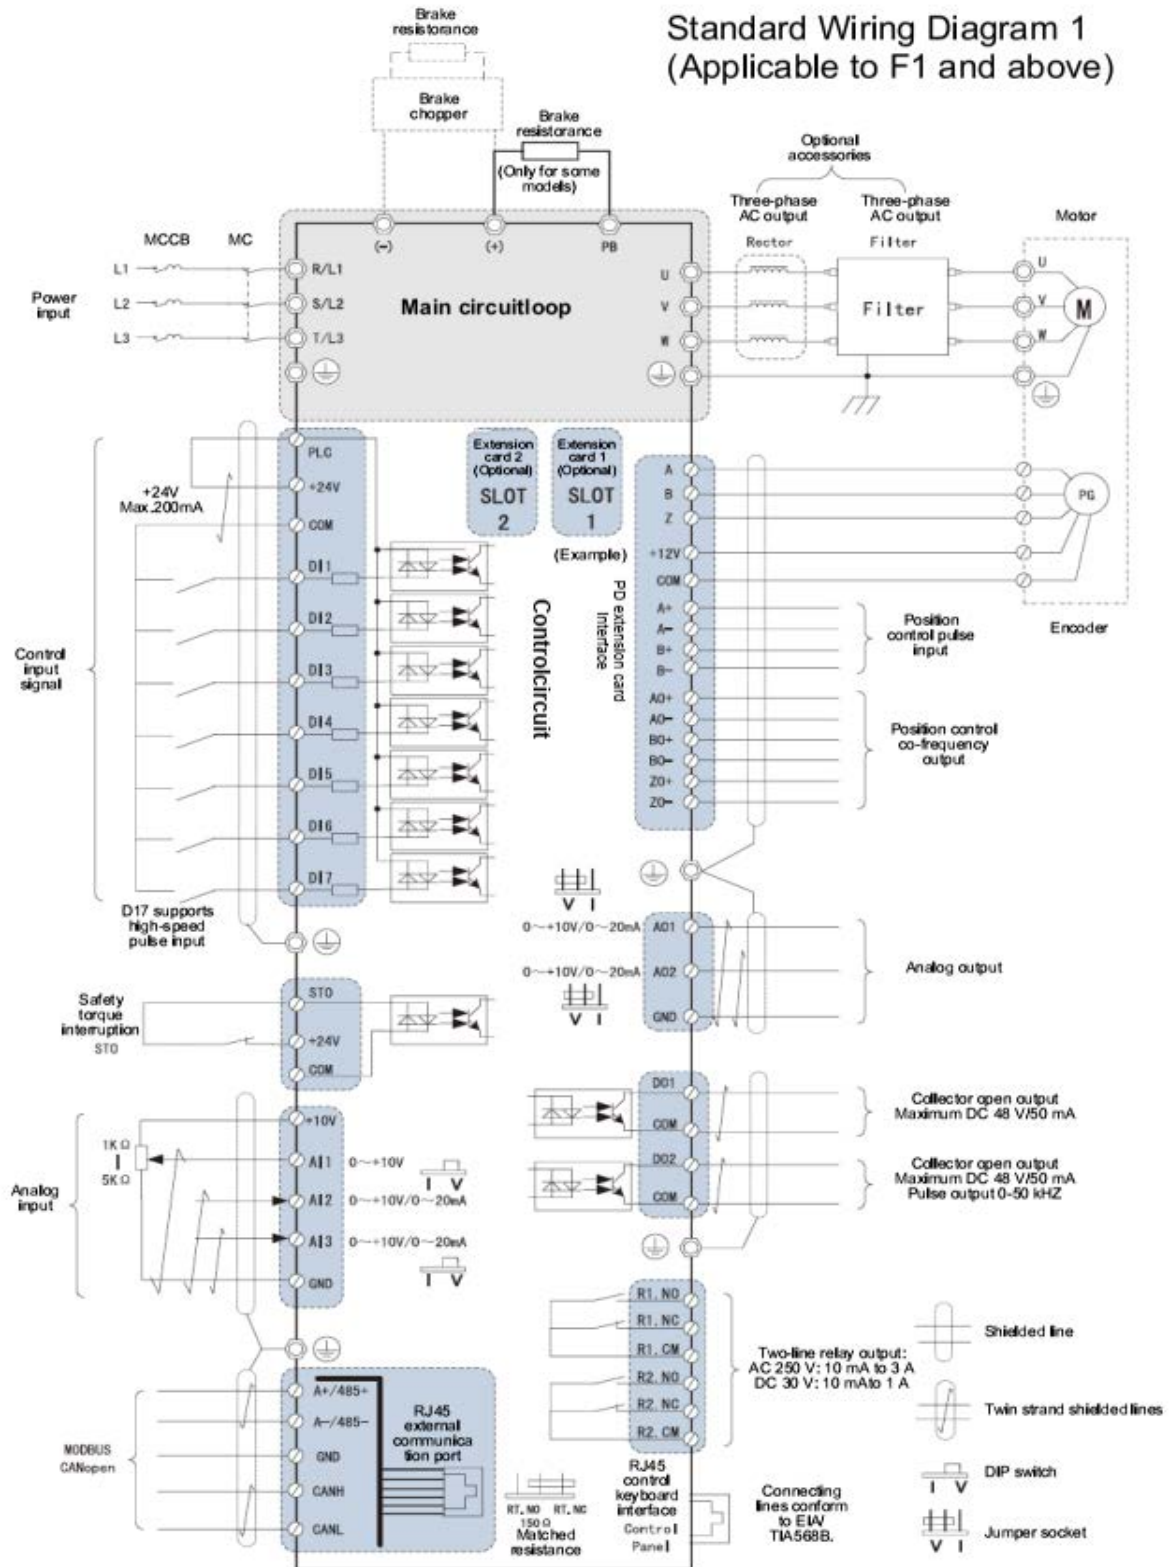 Standard Wiring Diagram 1
(Applicable to F1 and above)
Brake
resistorance
Brake
chopper
Brake
resistorance
(Only for some
models)
Optional
accessories
Three-phase
AC output
Three-phase
AC output
Rector
Filter
Motor
MCCB
MC
Power
input
L1
L2
L3
R/L1
S/L2
T/L3
(-)
(+)
PB
Main circuitloop
U
V
W
Filter
U
V
W
M
PLC
+24V
COM
+24V
Max.200mA
DI1
DI2
DI3
DI4
DI5
DI6
DI7
Control
input
signal
D17 supports
high-speed
pulse input
Extension
card 2
(Optional)
SLOT
2
Extension
card 1
(Optional)
SLOT
1
(Example)
PD extension card
Interface
Controlcircuit
A
B
Z
+12V
COM
A+
A-
B+
B-
AO+
AO-
BO+
BO-
ZO+
ZO-
PG
Encoder
Position
control pulse
input
Position control
co-frequency
output
V I
0~+10V/0~20mA
AO1
0~+10V/0~20mA
AO2
V I
GND
Analog output
Safety
torque
interruption
STO
STO
+24V
COM
DO1
COM
DO2
COM
Collector open output
Maximum DC 48 V/50 mA
Collector open output
Maximum DC 48 V/50 mA
Pulse output 0-50 kHZ
Analog
input
1KΩ
5KΩ
+10V
AI1
0~+10V
I V
AI2
0~+10V/0~20mA
AI3
0~+10V/0~20mA
I V
GND
R1.NO
R1.NC
R1.CM
R2.NO
R2.NC
R2.CM
Two-line relay output:
AC 250 V: 10 mA to 3 A
DC 30 V: 10 mAto 1 A
MODBUS
CANopen
A+/485+
A-/485-
GND
CANH
CANL
RJ45
external
communica
tion port
RT.NO RT.NC
150Ω
Matched
resistance
RJ45
control
keyboard
interface
Control
Panel
Connecting
lines conform
to EIA/
TIA568B.
Shielded line
Twin strand shielded lines
I V
DIP switch
V I
Jumper socket